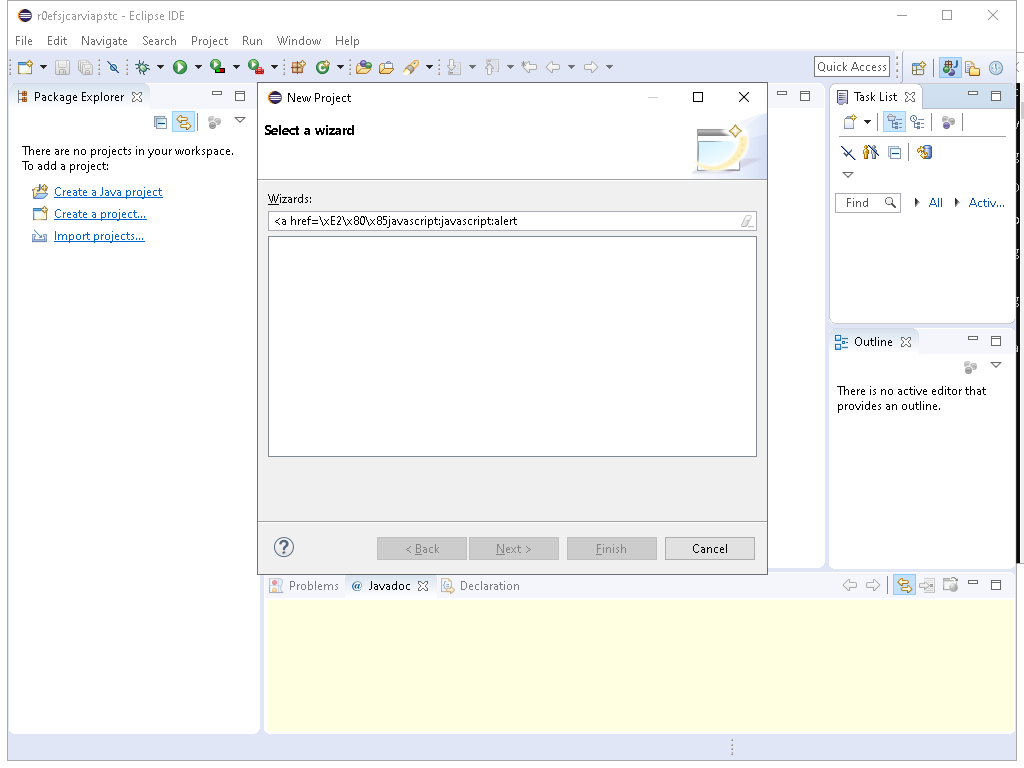 r0efsjcarviapstc - Eclipse IDE
File Edit Navigate Search Project Run Window Help
Quick Access
Package Explorer
There are no projects in your workspace.
To add a project:
Create a Java project
Create a project...
Import projects...
New Project
Select a wizard
Wizards:
<a href=\xE2\x80\x85javascript:javascript:alert
< Back Next > Finish Cancel
Task List
Find All Activ...
Outline
There is no active editor that
provides an outline.
Problems @ Javadoc Declaration